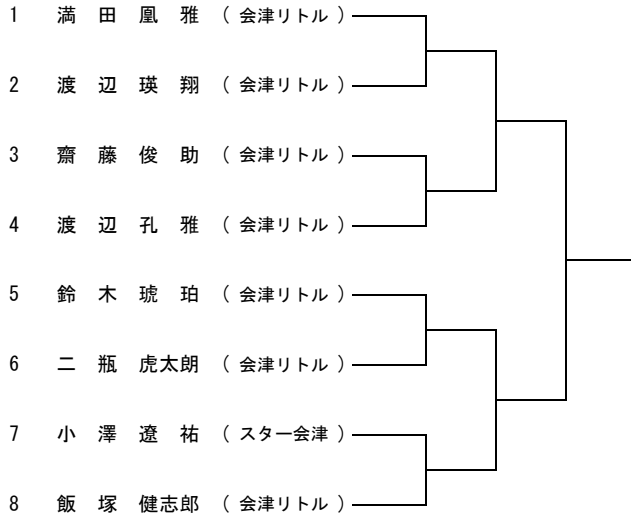 1 満 田 凰 雅 ( 会津リトル )
2 渡 辺 瑛 翔 ( 会津リトル )
3 齋 藤 俊 助 ( 会津リトル )
4 渡 辺 孔 雅 ( 会津リトル )
5 鈴 木 琥 珀 ( 会津リトル )
6 二 瓶 虎太朗 ( 会津リトル )
7 小 澤 遼 祐 ( スター会津 )
8 飯 塚 健志郎 ( 会津リトル )